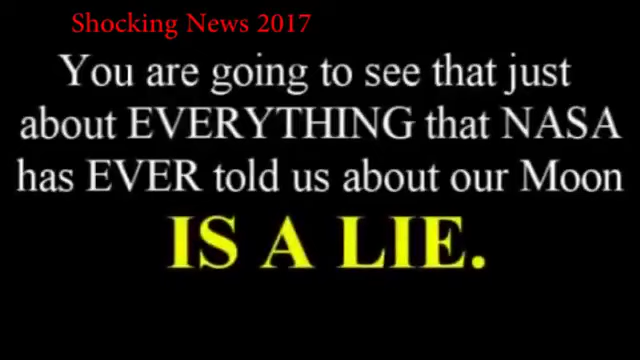 Shocking News 2017
You are going to see that just
about EVERYTHING that NASA
has EVER told us about our Moon
IS A LIE.